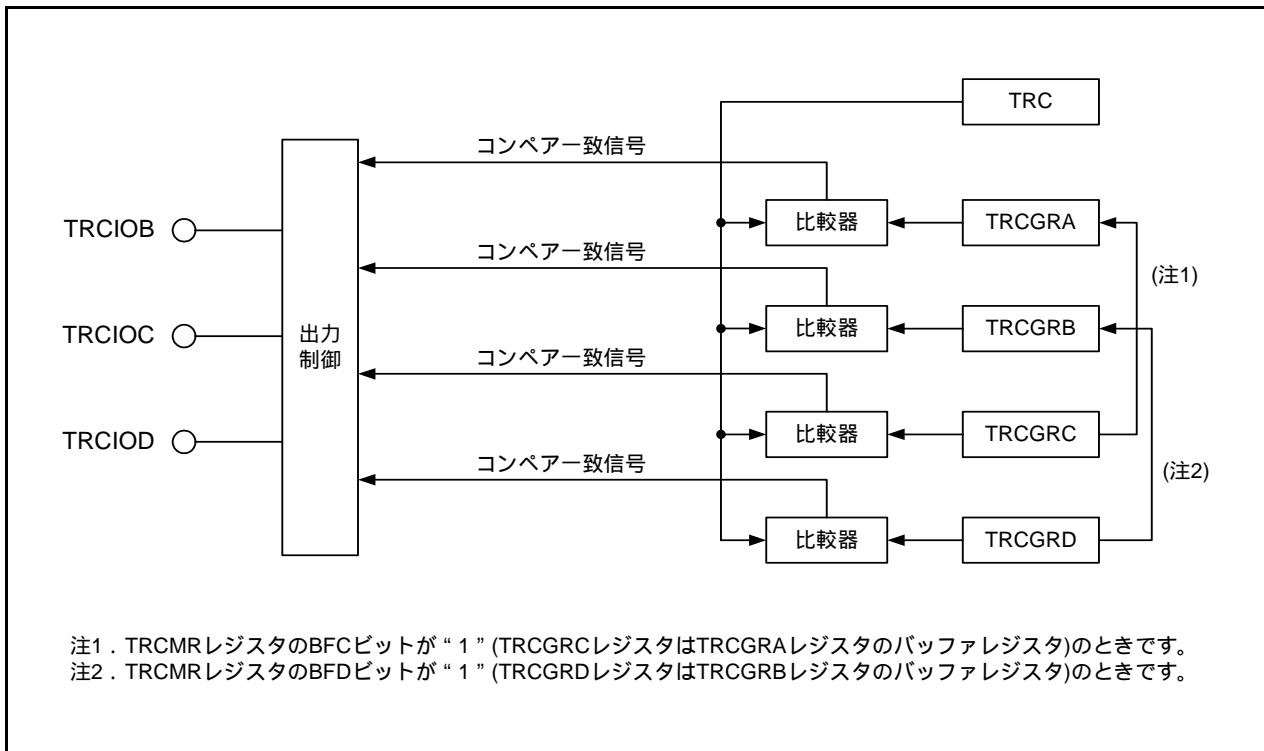 TRC
コンペア一致信号
比較器
TRCGRA
TRCIOB
コンペア一致信号
(注1)
比較器
TRCGRB
TRCIOC
出力
制御
コンペア一致信号
比較器
TRCGRC
TRCIOD
コンペア一致信号
(注2)
比較器
TRCGRD
注1．TRCMRレジスタのBFCビットが“1”(TRCGRCレジスタはTRCGRAレジスタのバッファレジスタ)のときです。
注2．TRCMRレジスタのBFDビットが“1”(TRCGRDレジスタはTRCGRBレジスタのバッファレジスタ)のときです。